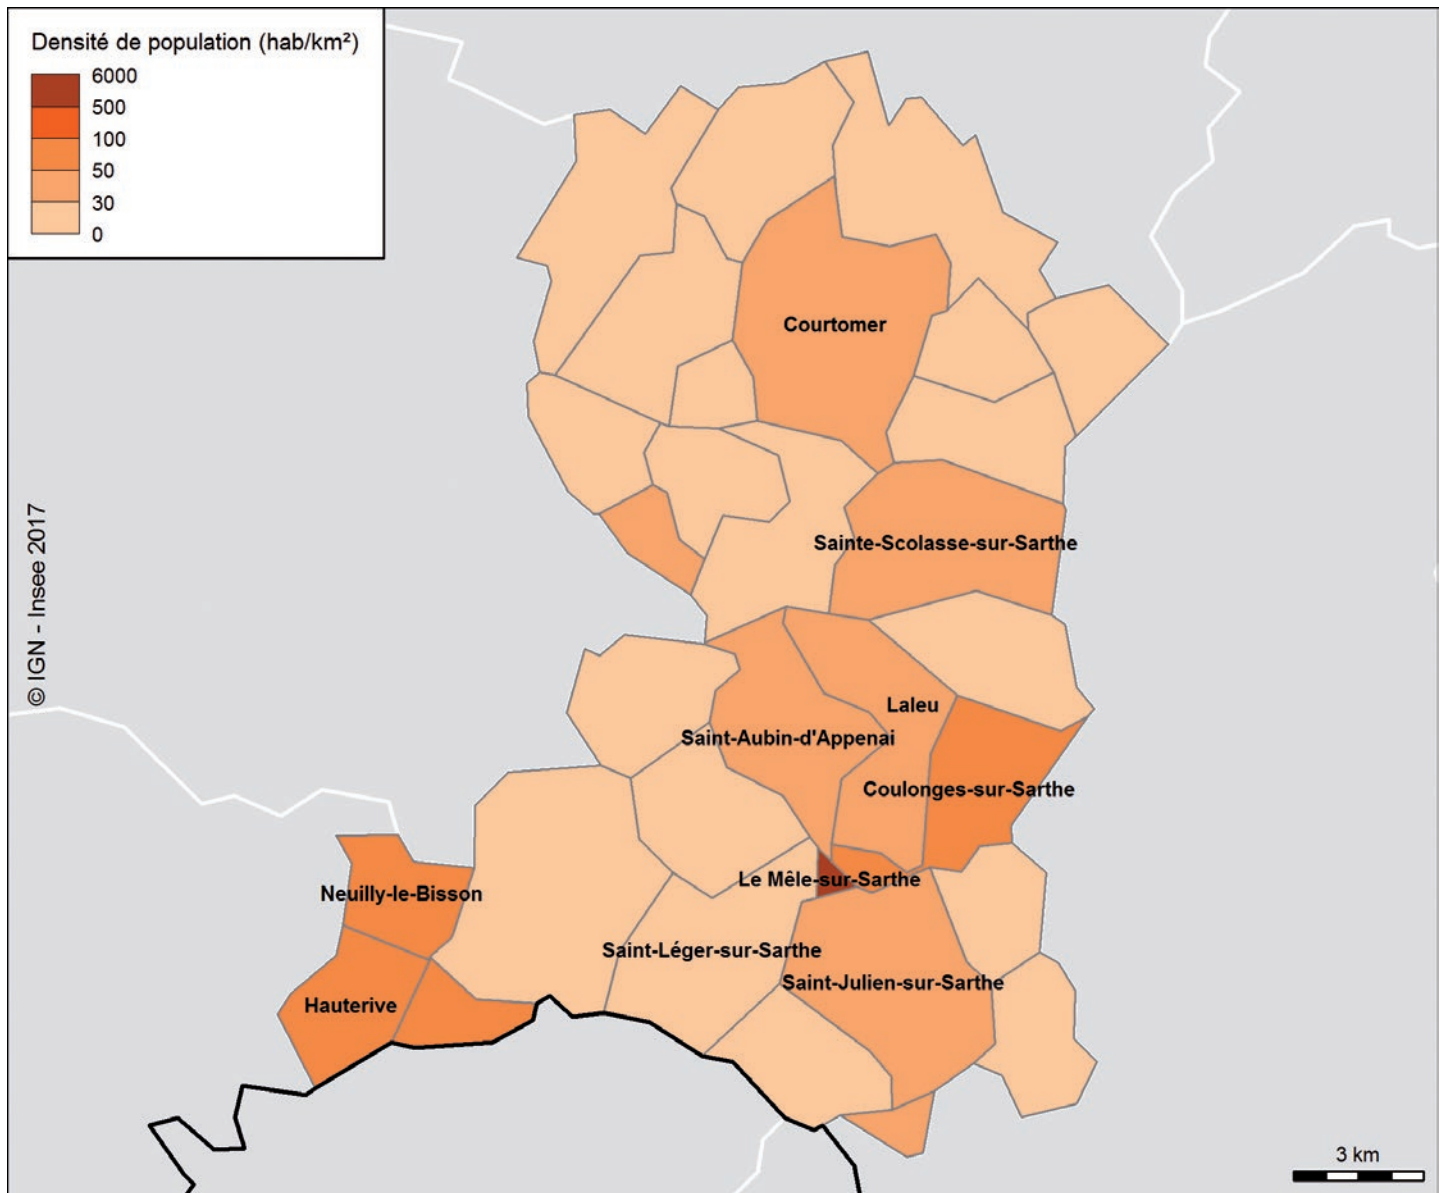 Densité de population (hab/km²)
6000
500
100
50
30
0
Courtomer
Sainte-Scolasse-sur-Sarthe
© IGN - Insee 2017
Laleu
Saint-Aubin-d'Appenai
Coulonges-sur-Sarthe
Le Mêle-sur-Sarthe
Neuilly-le-Bisson
Saint-Léger-sur-Sarthe
Saint-Julien-sur-Sarthe
Hauterive
3 km